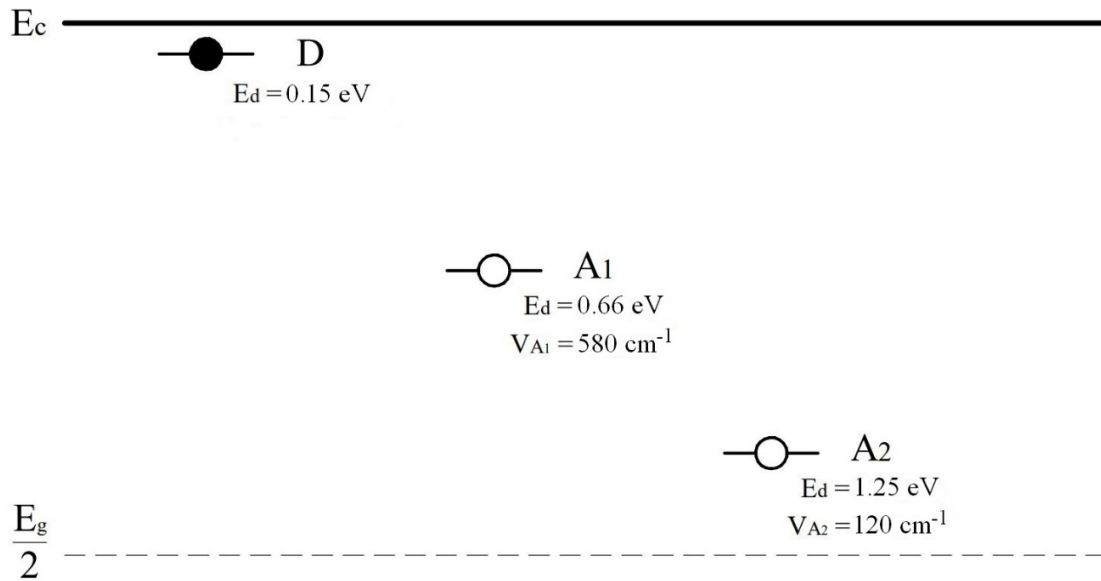 Ec
D
Ed = 0.15 eV
A1
Ed = 0.66 eV
VA1 = 580 cm-1
A2
Ed = 1.25 eV
VA2 = 120 cm-1
Eg
2